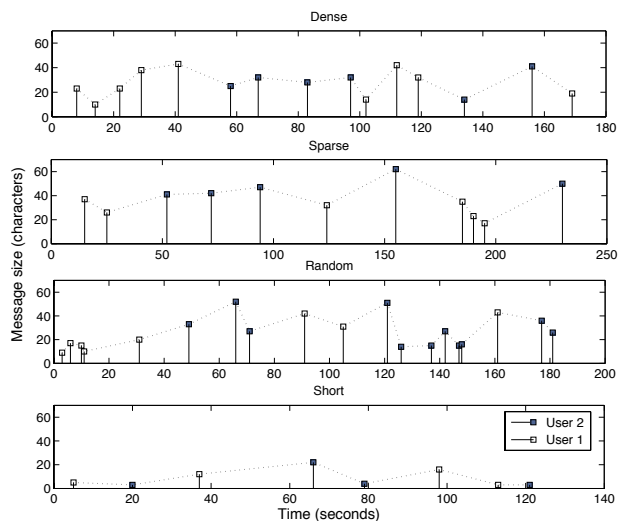 Dense
60
40
20
0
0 20 40 60 80 100 120 140 160 180
Sparse
60
40
20
0
0 50 100 150 200 250
Random
60
40
20
0
0 20 40 60 80 100 120 140 160 180 200
Short
60
40
20
0
0 20 40 60 80 100 120 140
User 2
User 1
Message size (characters)
Time (seconds)